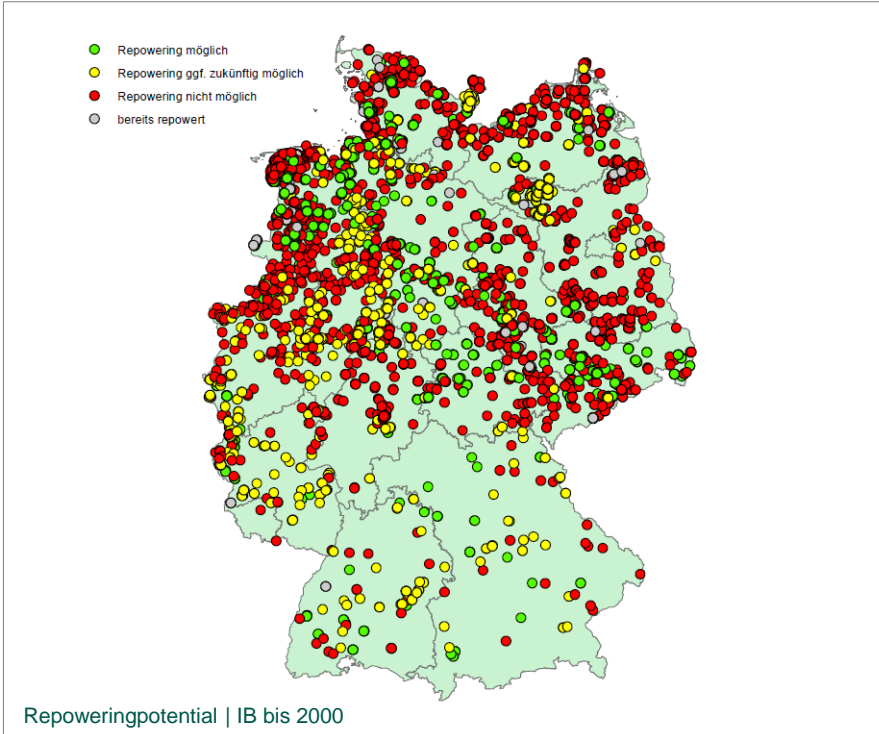 Repowering möglich
Repowering ggf. zukünftig möglich
Repowering nicht möglich
bereits repowert
Repoweringpotential | IB bis 2000